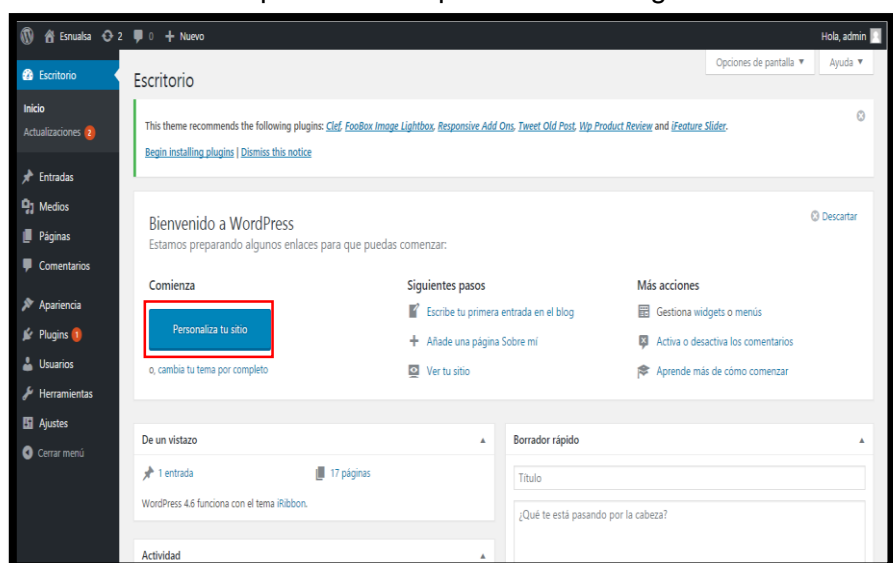 Esnualsa 2 0 + Nuevo Hola, admin
Opciones de pantalla ▼ Ayuda ▼
Escritorio
Inicio
Actualizaciones 2
Entradas
Medios
Páginas
Comentarios
Apariencia
Plugins 1
Usuarios
Herramientas
Ajustes
Cerrar menú
Escritorio
This theme recommends the following plugins: Clef, FooBox Image Lightbox, Responsive Add Ons, Tweet Old Post, Wp Product Review and iFeature Slider.
Begin installing plugins | Dismiss this notice
Bienvenido a WordPress
Descartar
Estamos preparando algunos enlaces para que puedas comenzar:
Comienza
Personaliza tu sitio
o, cambia tu tema por completo
Siguientes pasos
Escribe tu primera entrada en el blog
Añade una página Sobre mí
Ver tu sitio
Más acciones
Gestiona widgets o menús
Activa o desactiva los comentarios
Aprende más de cómo comenzar
De un vistazo
1 entrada 17 páginas
WordPress 4.6 funciona con el tema iRibbon.
Actividad
Borrador rápido
Título
¿Qué te está pasando por la cabeza?